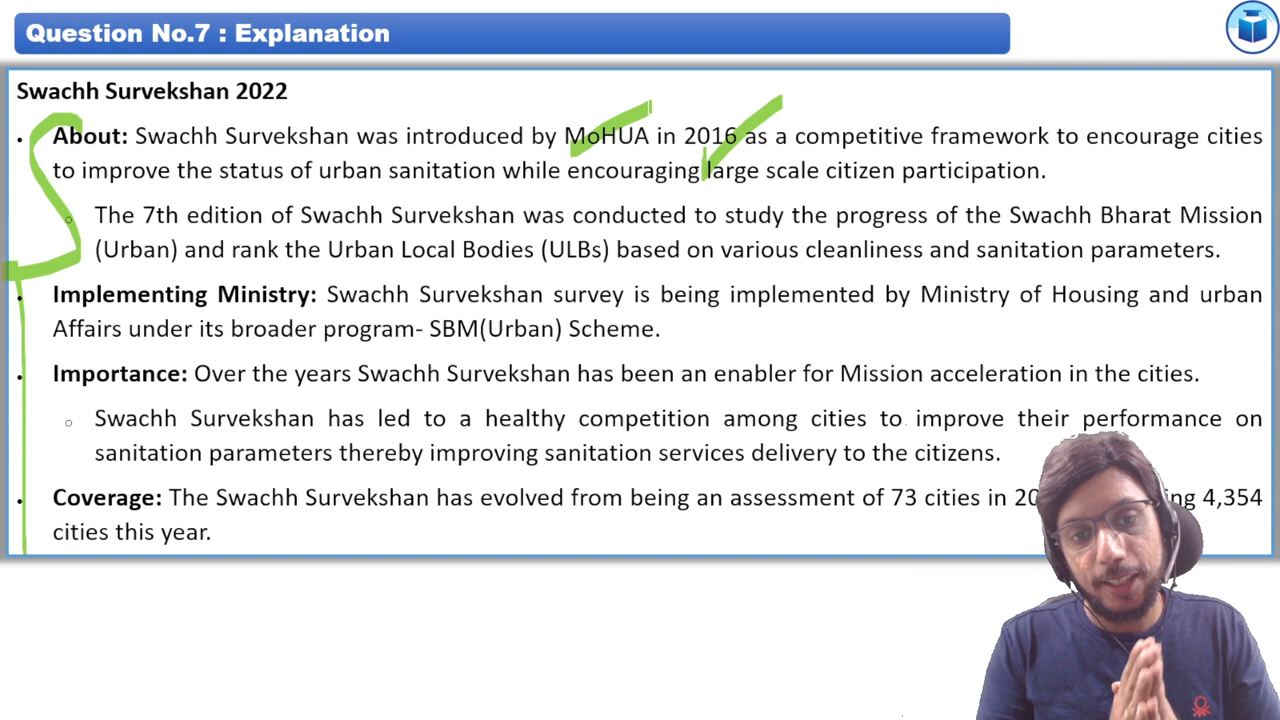 Question No.7 : Explanation
Swachh Survekshan 2022
• About: Swachh Survekshan was introduced by MoHUA in 2016 as a competitive framework to encourage cities
to improve the status of urban sanitation while encouraging large scale citizen participation.
○ The 7th edition of Swachh Survekshan was conducted to study the progress of the Swachh Bharat Mission
(Urban) and rank the Urban Local Bodies (ULBs) based on various cleanliness and sanitation parameters.
• Implementing Ministry: Swachh Survekshan survey is being implemented by Ministry of Housing and urban
Affairs under its broader program- SBM(Urban) Scheme.
• Importance: Over the years Swachh Survekshan has been an enabler for Mission acceleration in the cities.
○ Swachh Survekshan has led to a healthy competition among cities to improve their performance on
sanitation parameters thereby improving sanitation services delivery to the citizens.
• Coverage: The Swachh Survekshan has evolved from being an assessment of 73 cities in 4,354
cities this year.